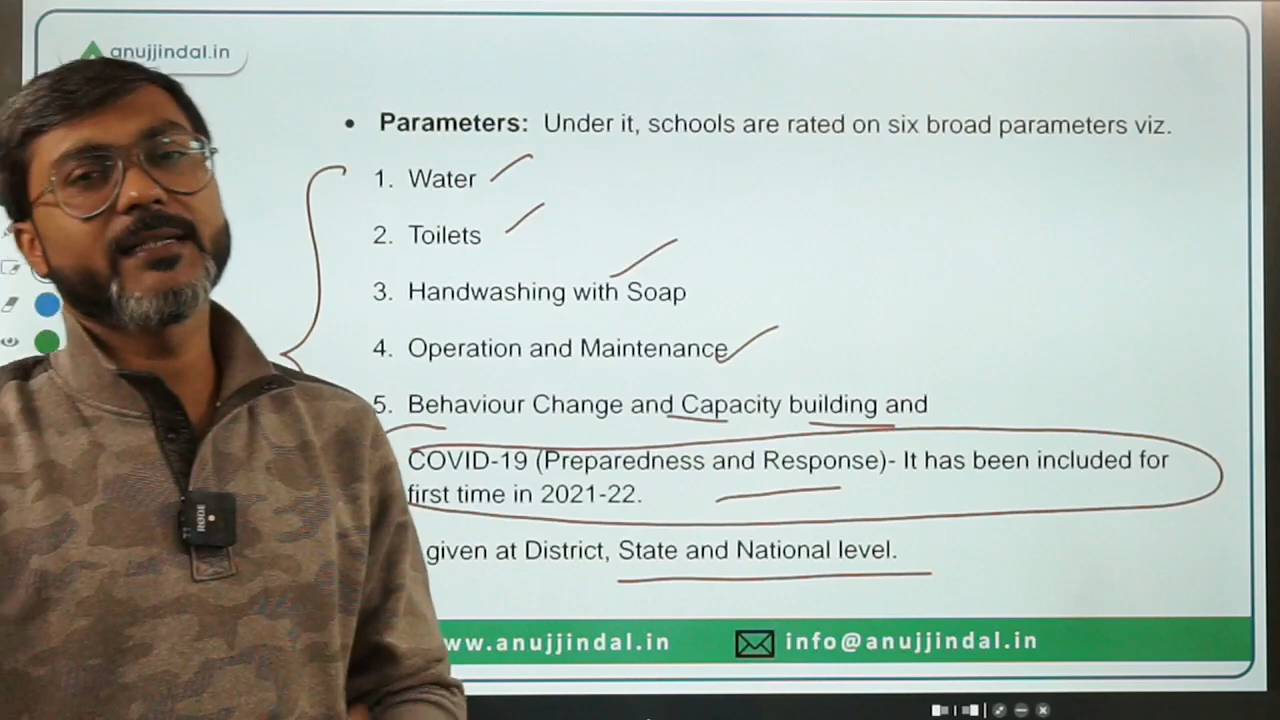 anujjindal.in
• Parameters: Under it, schools are rated on six broad parameters viz.
1. Water
2. Toilets
3. Handwashing with Soap
4. Operation and Maintenance
5. Behaviour Change and Capacity building and
COVID-19 (Preparedness and Response)- It has been included for
first time in 2021-22.
given at District, State and National level.
ww.anujjindal.in info@anujjindal.in
RODE